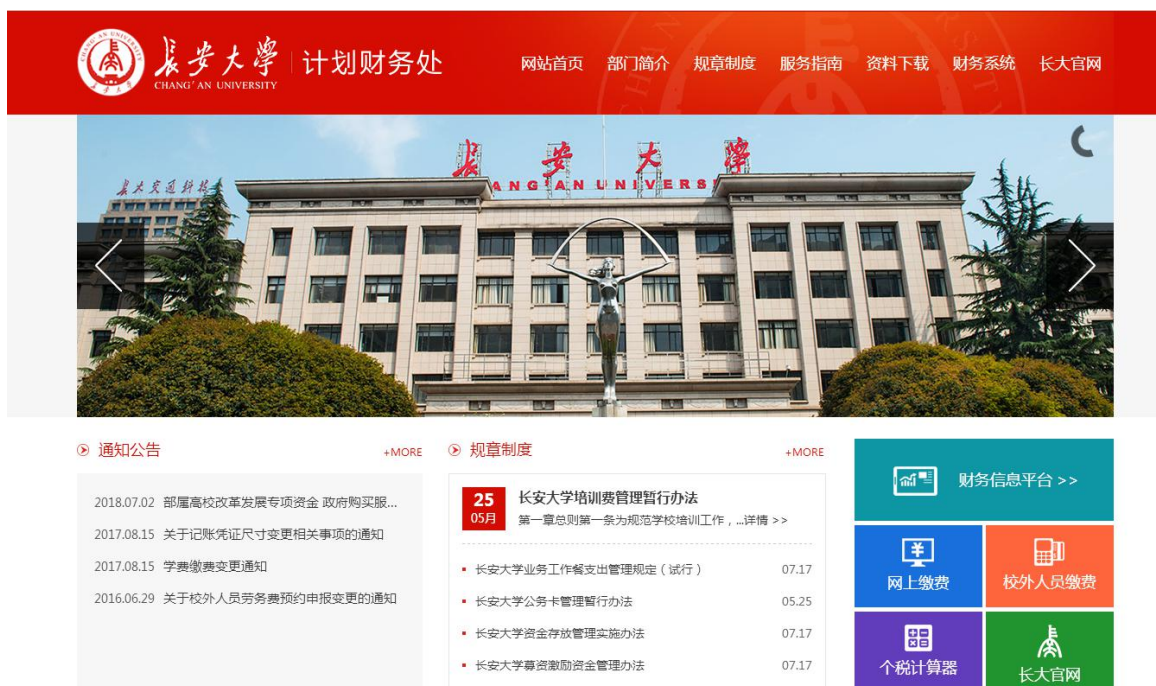 長安大学
CHANG'AN UNIVERSITY
计划财务处
网站首页 部门简介 规章制度 服务指南 资料下载 财务系统 长大官网
長安大学
通知公告 +MORE
2018.07.02 部属高校改革发展专项资金 政府购买服...
2017.08.15 关于记账凭证尺寸变更相关事项的通知
2017.08.15 学费缴费变更通知
2016.06.29 关于校外人员劳务费预约申报变更的通知
规章制度 +MORE
25
05月
长安大学培训费管理暂行办法
第一章总则第一条为规范学校培训工作，...详情 >>
长安大学业务工作餐支出管理规定（试行） 07.17
长安大学公务卡管理暂行办法 05.25
长安大学资金存放管理实施办法 07.17
长安大学募资激励资金管理办法 07.17
财务信息平台 >>
网上缴费
校外人员缴费
个税计算器
长大官网